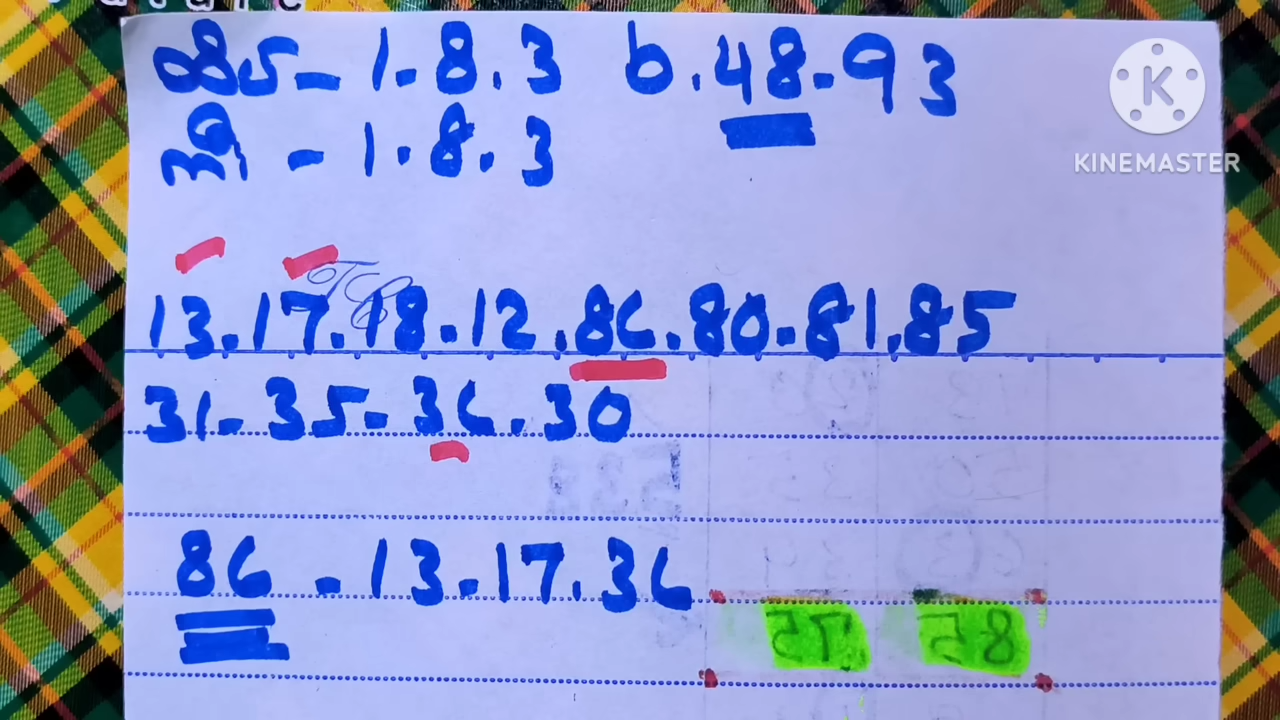 - 1.8.3 b.48-93
- 1.8.3
13.17.18.12.86.80-81.85
31-35-36.30
86 - 13-17.36
KINEMASTER